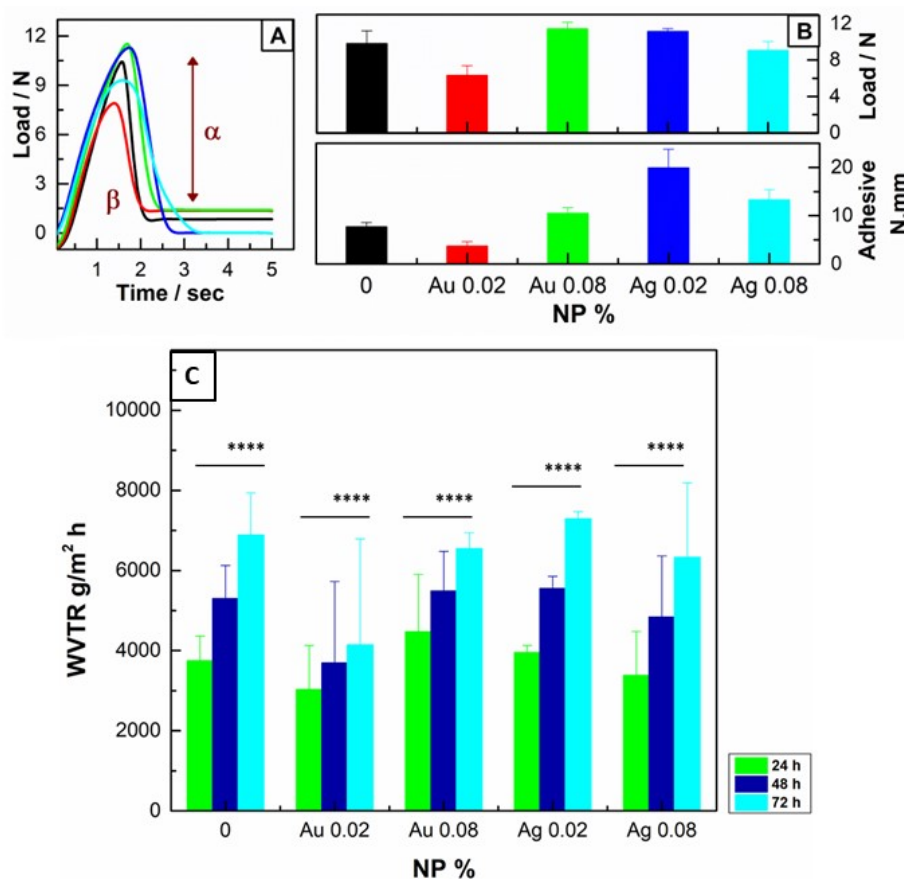 A
Load / N
12
9
6
3
0
α
β
1 2 3 4 5
Time / sec
B
12
8
4
0
Load / N
20
10
0
Adhesive
N.mm
0 Au 0.02 Au 0.08 Ag 0.02 Ag 0.08
NP %
C
WVTR g/m² h
10000
8000
6000
4000
2000
0
**** **** **** **** ****
0 Au 0.02 Au 0.08 Ag 0.02 Ag 0.08
NP %
24 h
48 h
72 h